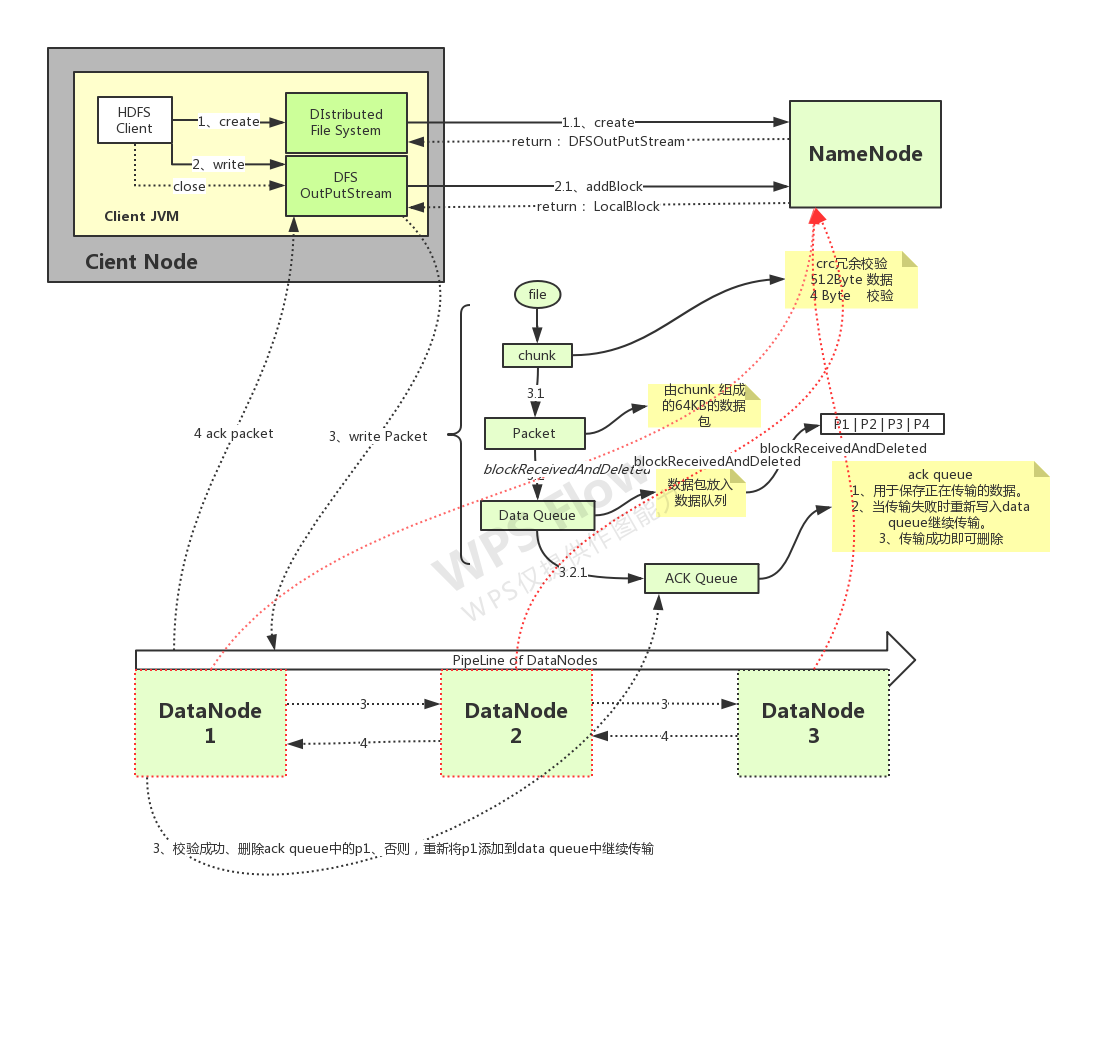 HDFS
Client
1、create
DIstributed
File System
1.1、create
return： DFSOutPutStream
NameNode
2、write
close
DFS
OutPutStream
2.1、addBlock
return： LocalBlock
Client JVM
Cient Node
crc冗余校验
512Byte 数据
4 Byte 校验
file
chunk
3.1
由chunk 组成
的64KB的数据
包
P1 | P2 | P3 | P4
4 ack packet
3、write Packet
Packet
blockReceivedAndDeleted
blockReceivedAndDeleted
blockReceivedAndDeleted
3.2
数据包放入
数据队列
Data Queue
ack queue
1、用于保存正在传输的数据。
2、当传输失败时重新写入data
queue继续传输。
3、传输成功即可删除
3.2.1
ACK Queue
WPS Flow
PipeLine of DataNodes
DataNode
1
3
4
DataNode
2
3
4
DataNode
3
3、校验成功、删除ack queue中的p1、否则，重新将p1添加到data queue中继续传输